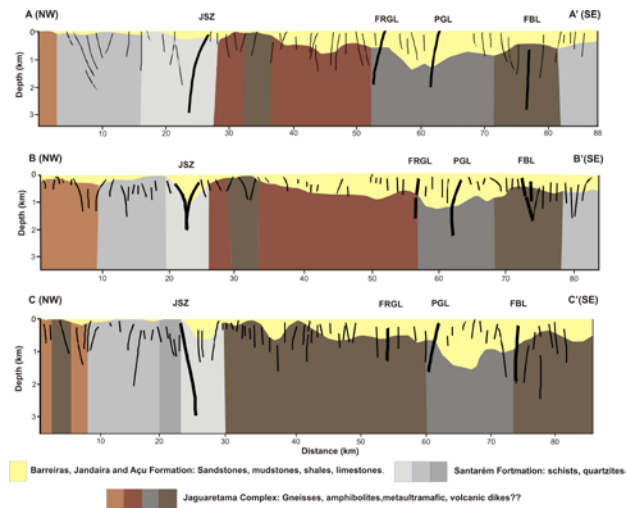 A (NW) JSZ FRGL PGL FBL A' (SE)
Depth (km)
0
1
2
3
10 20 30 40 50 60 70 80 88
B (NW) JSZ FRGL PGL FBL B'(SE)
Depth (km)
0
1
2
3
10 20 30 40 50 60 70 80
C (NW) JSZ FRGL PGL FBL C'(SE)
Depth (km)
0
1
2
3
10 20 30 40 50 60 70 80
Distance (km)
Barreiras, Jandaira and Açu Formation: Sandstones, mudstones, shales, limestones.
Santarém Formation: schists, quartzites
Jaguaretama Complex: Gneisses, amphibolites,metaultramafic, volcanic dikes??